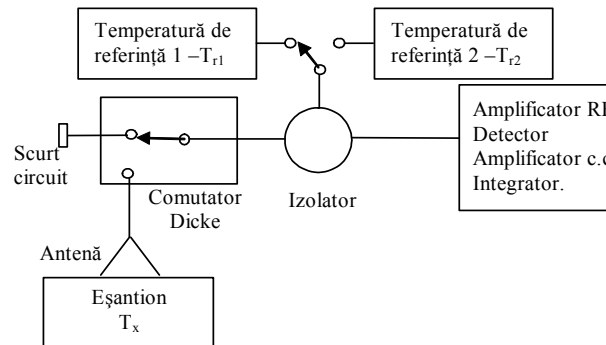 Temperatură de
referință 1 –Tr1
Temperatură de
referință 2 –Tr2
Scurt
circuit
Comutator
Dicke
Izolator
Amplificator RF
Detector
Amplificator c.c
Integrator.
Antenă
Eşantion
Tx